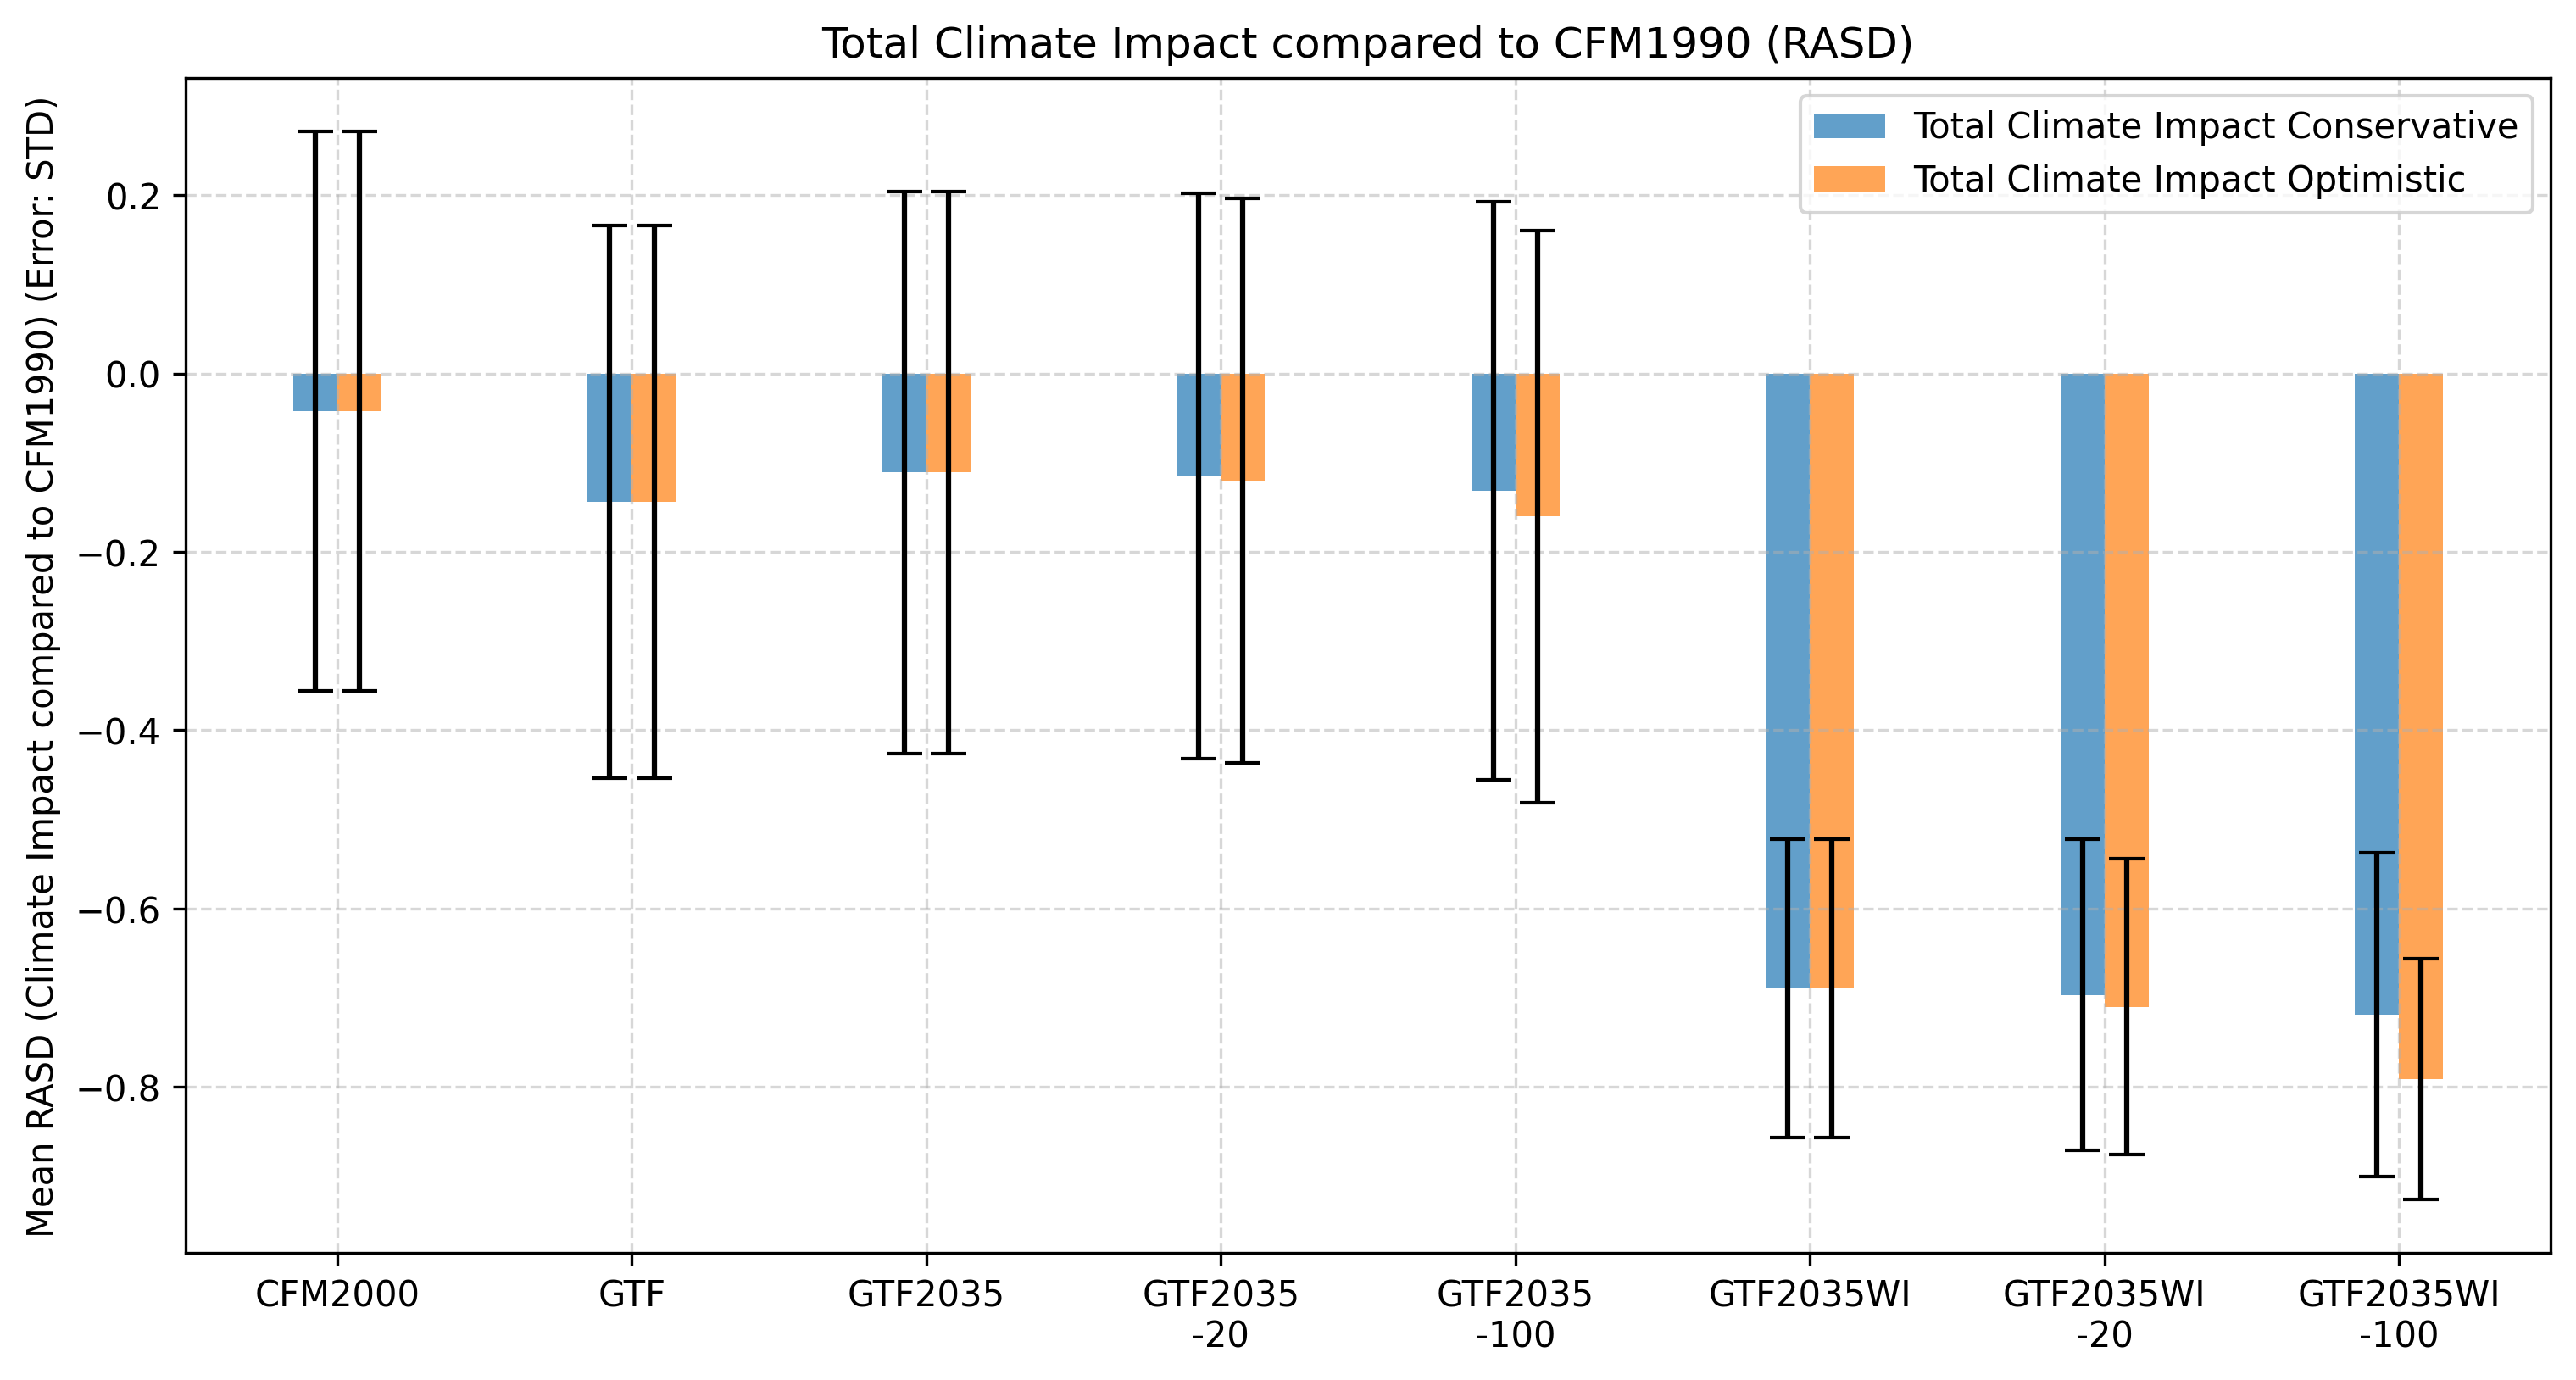 Total Climate Impact compared to CFM1990 (RASD)
Mean RASD (Climate Impact compared to CFM1990) (Error: STD)
Total Climate Impact Conservative
Total Climate Impact Optimistic
0.2
0.0
−0.2
−0.4
−0.6
−0.8
CFM2000
GTF
GTF2035
GTF2035
-20
GTF2035
-100
GTF2035WI
GTF2035WI
-20
GTF2035WI
-100